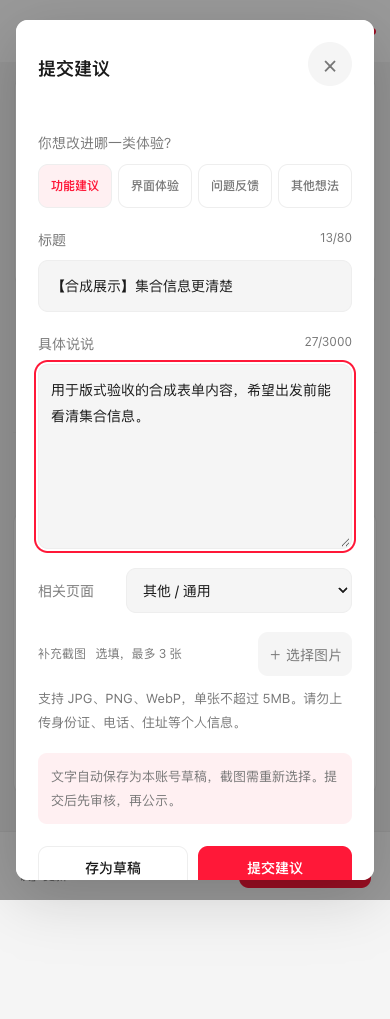 提交建议
×
你想改进哪一类体验?
功能建议 界面体验 问题反馈 其他想法
标题 13/80
【合成展示】集合信息更清楚
具体说说 27/3000
用于版式验收的合成表单内容，希望出发前能
看清集合信息。
相关页面 其他 / 通用
补充截图 选填，最多 3 张 ＋ 选择图片
支持 JPG、PNG、WebP，单张不超过 5MB。请勿上
传身份证、电话、住址等个人信息。
文字自动保存为本账号草稿，截图需重新选择。提
交后先审核，再公示。
存为草稿 提交建议